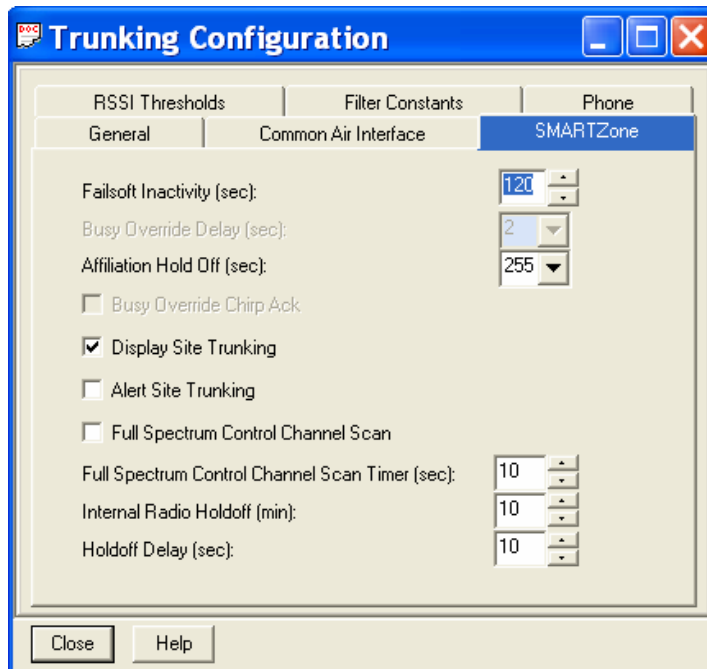 DOC Trunking Configuration
RSSI Thresholds Filter Constants Phone
General Common Air Interface SMARTZone
Failsoft Inactivity (sec): 120
Busy Override Delay (sec): 2
Affiliation Hold Off (sec): 255
Busy Override Chirp Ack
Display Site Trunking
Alert Site Trunking
Full Spectrum Control Channel Scan
Full Spectrum Control Channel Scan Timer (sec): 10
Internal Radio Holdoff (min): 10
Holdoff Delay (sec): 10
Close Help